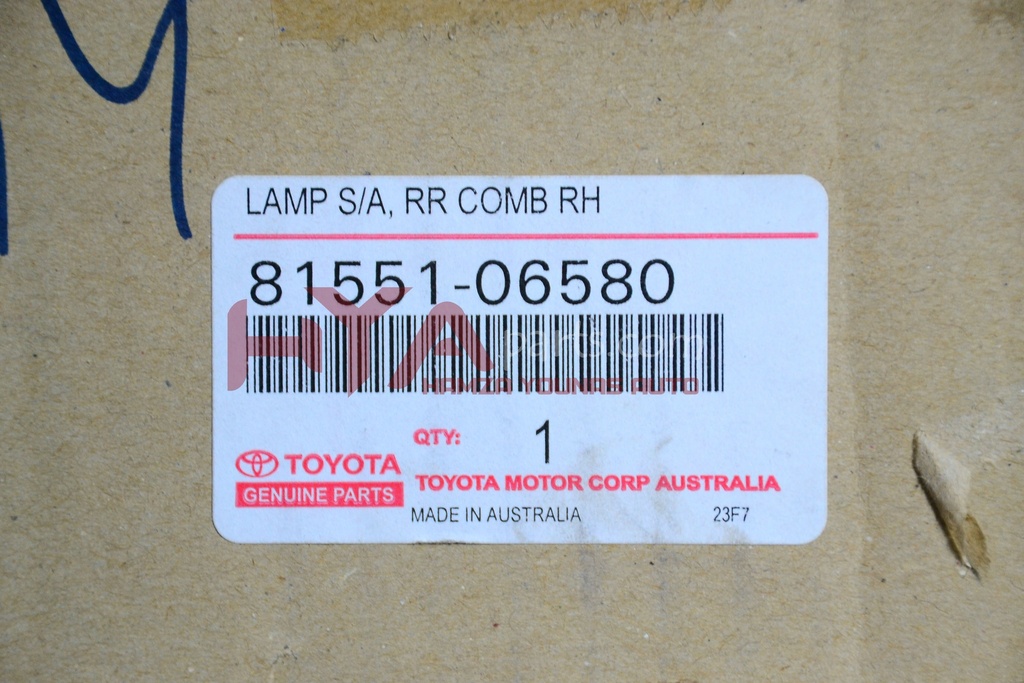 LAMP S/A, RR COMB RH
81551-06580
HYA parts.com
HAMZA YOUNAS AUTO
QTY: 1
TOYOTA
GENUINE PARTS
TOYOTA MOTOR CORP AUSTRALIA
MADE IN AUSTRALIA 23F7